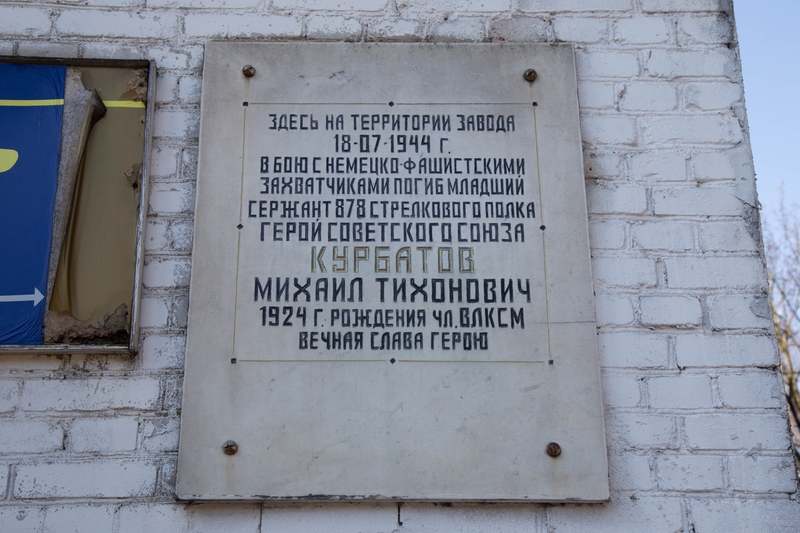 ЗДЕСЬ НА ТЕРРИТОРИИ ЗАВОДА
18-07-1944 г.
В БОЮ С НЕМЕЦКО-ФАШИСТСКИМИ
ЗАХВАТЧИКАМИ ПОГИБ МЛАДШИЙ
СЕРЖАНТ 878 СТРЕЛКОВОГО ПОЛКА
ГЕРОЙ СОВЕТСКОГО СОЮЗА
КУРБАТОВ
МИХАИЛ ТИХОНОВИЧ
1924 Г. РОЖДЕНИЯ ЧЛ. ВЛКСМ
ВЕЧНАЯ СЛАВА ГЕРОЮ